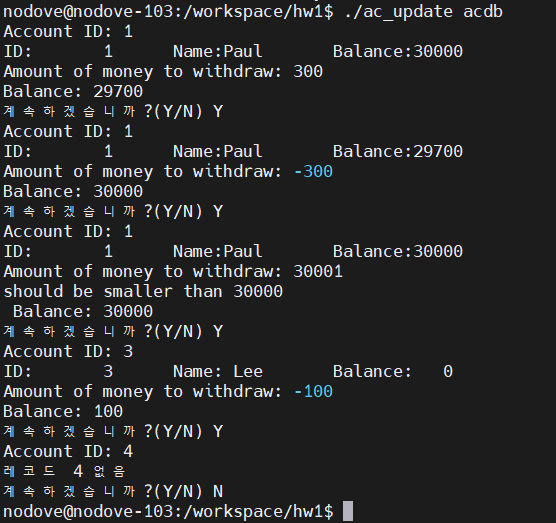 nodove@nodove-103:/workspace/hw1$ ./ac_update acdb
Account ID: 1
ID:       1      Name:Paul       Balance:30000
Amount of money to withdraw: 300
Balance: 29700
계속하겠습니까?(Y/N) Y
Account ID: 1
ID:       1      Name:Paul       Balance:29700
Amount of money to withdraw: -300
Balance: 30000
계속하겠습니까?(Y/N) Y
Account ID: 1
ID:       1      Name:Paul       Balance:30000
Amount of money to withdraw: 30001
should be smaller than 30000
 Balance: 30000
계속하겠습니까?(Y/N) Y
Account ID: 3
ID:       3      Name: Lee       Balance:   0
Amount of money to withdraw: -100
Balance: 100
계속하겠습니까?(Y/N) Y
Account ID: 4
레코드 4 없음
계속하겠습니까?(Y/N) N
nodove@nodove-103:/workspace/hw1$